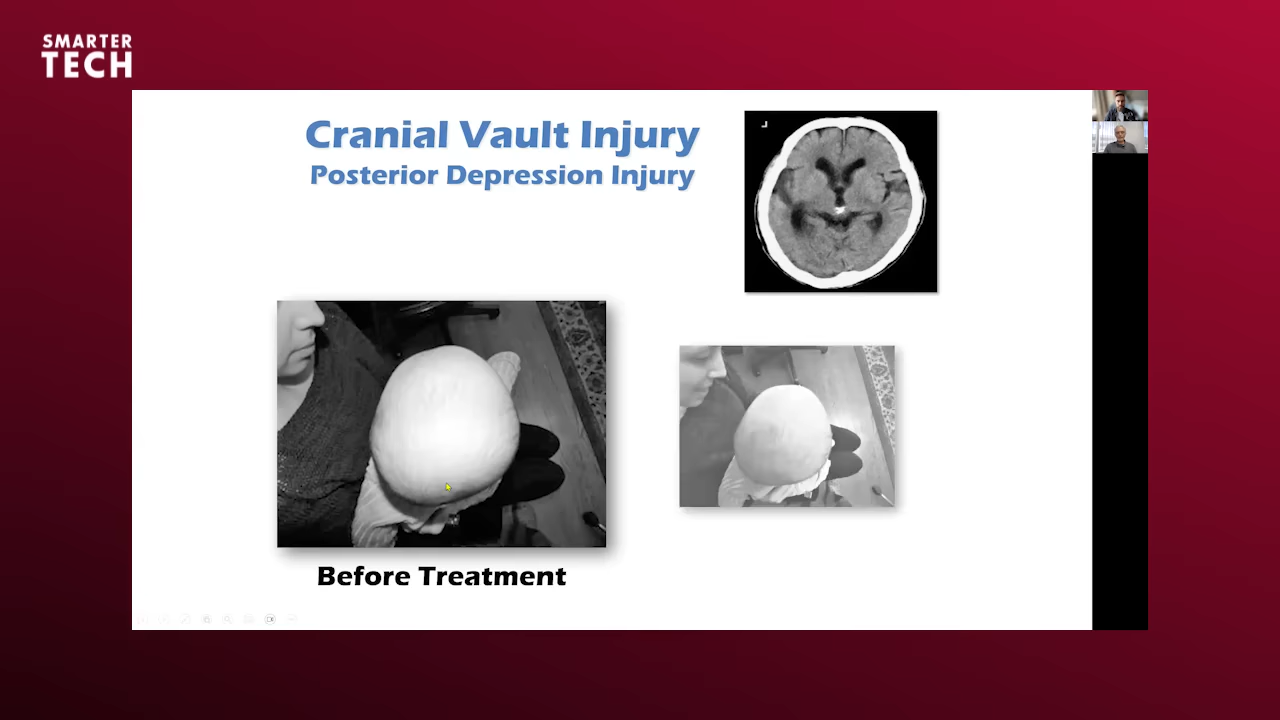 SMARTER
TECH
Cranial Vault Injury
Posterior Depression Injury
Before Treatment